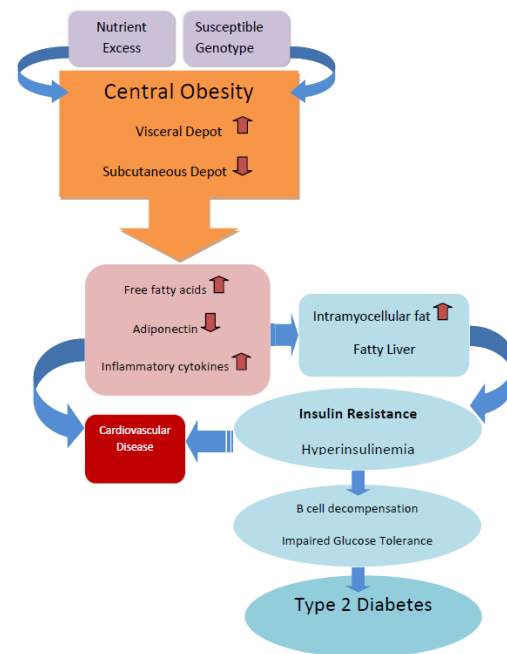 Nutrient
Excess
Susceptible
Genotype
Central Obesity
Visceral Depot
Subcutaneous Depot
Free fatty acids
Adiponectin
Inflammatory cytokines
Intramyocellular fat
Fatty Liver
Cardiovascular
Disease
Insulin Resistance
Hyperinsulinemia
B cell decompensation
Impaired Glucose Tolerance
Type 2 Diabetes